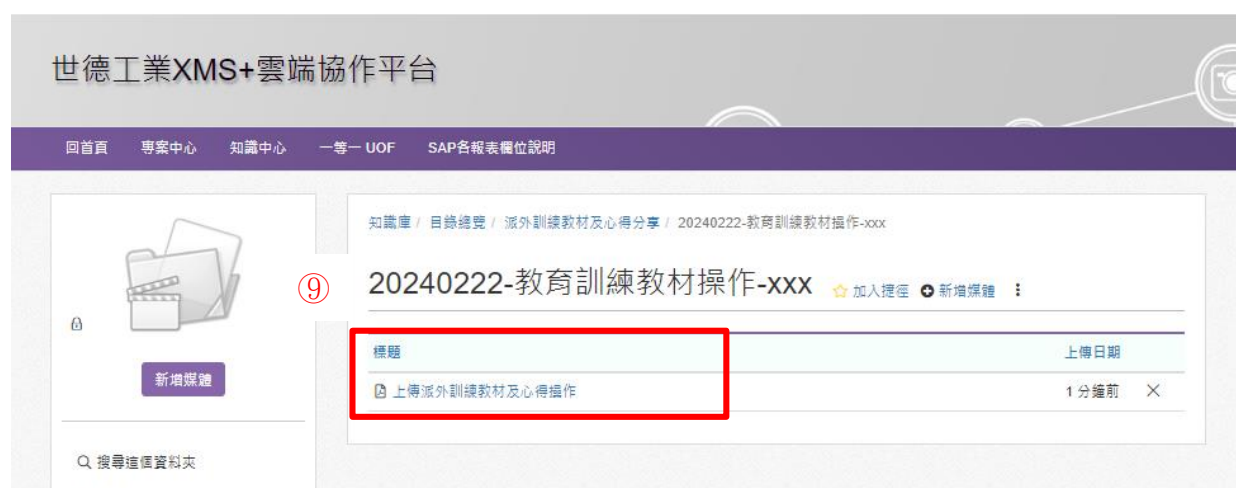 世德工業XMS+雲端協作平台
回首頁 專案中心 知識中心 一等一 UOF SAP各報表欄位說明
知識庫 / 目錄總覽 / 派外訓練教材及心得分享 / 20240222-教育訓練教材操作-xxx
⑨
20240222-教育訓練教材操作-xxx 加入捷徑 新增媒體
標題 上傳日期
新增媒體
上傳派外訓練教材及心得操作 1 分鐘前
搜尋這個資料夾